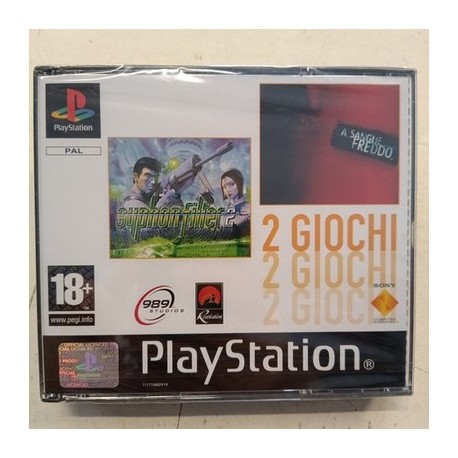 PlayStation
PAL
syphon filter 2
A SANGUE
FREDDO
2 GIOCHI
2 GIOCHI
2 GIOCHI
18+
www.pegi.info
989
STUDIOS
SONY
COMPUTER
PlayStation®